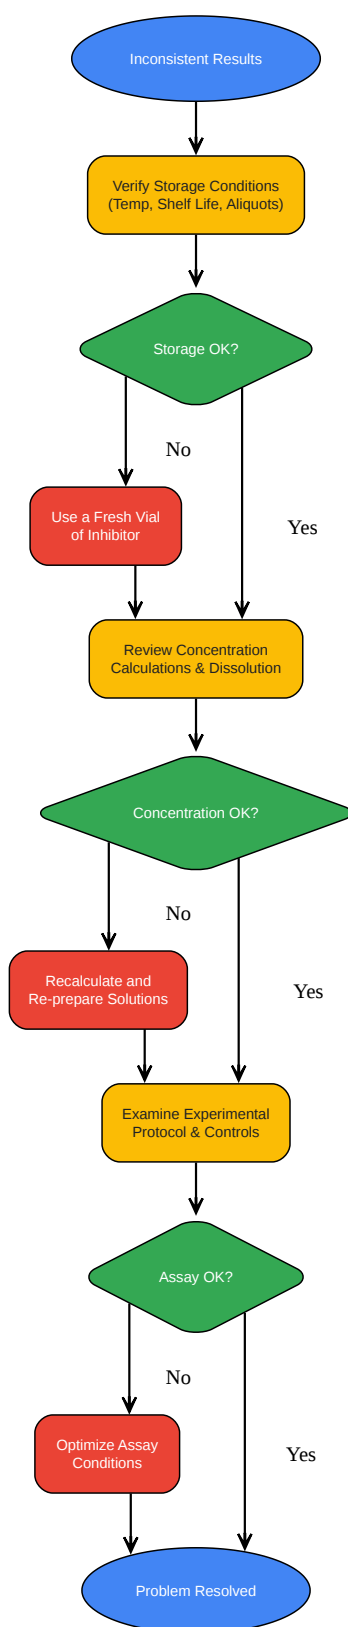 Inconsistent Results
Verify Storage Conditions
(Temp, Shelf Life, Aliquots)
Storage OK?
No
Use a Fresh Vial
of Inhibitor
Yes
Review Concentration
Calculations & Dissolution
Concentration OK?
No
Recalculate and
Re-prepare Solutions
Yes
Examine Experimental
Protocol & Controls
Assay OK?
No
Optimize Assay
Conditions
Yes
Problem Resolved